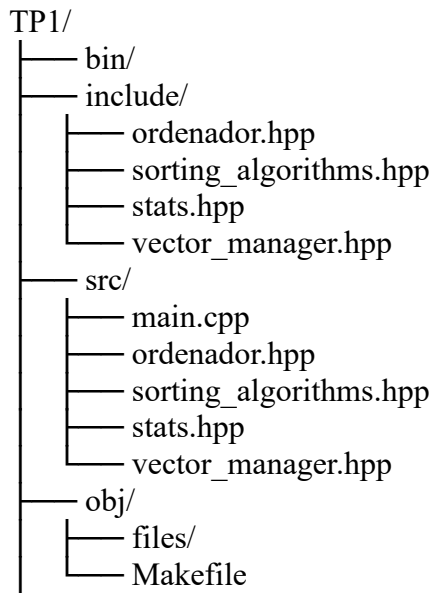 TP1/
bin/
include/
ordenador.hpp
sorting_algorithms.hpp
stats.hpp
vector_manager.hpp
src/
main.cpp
ordenador.hpp
sorting_algorithms.hpp
stats.hpp
vector_manager.hpp
obj/
files/
Makefile